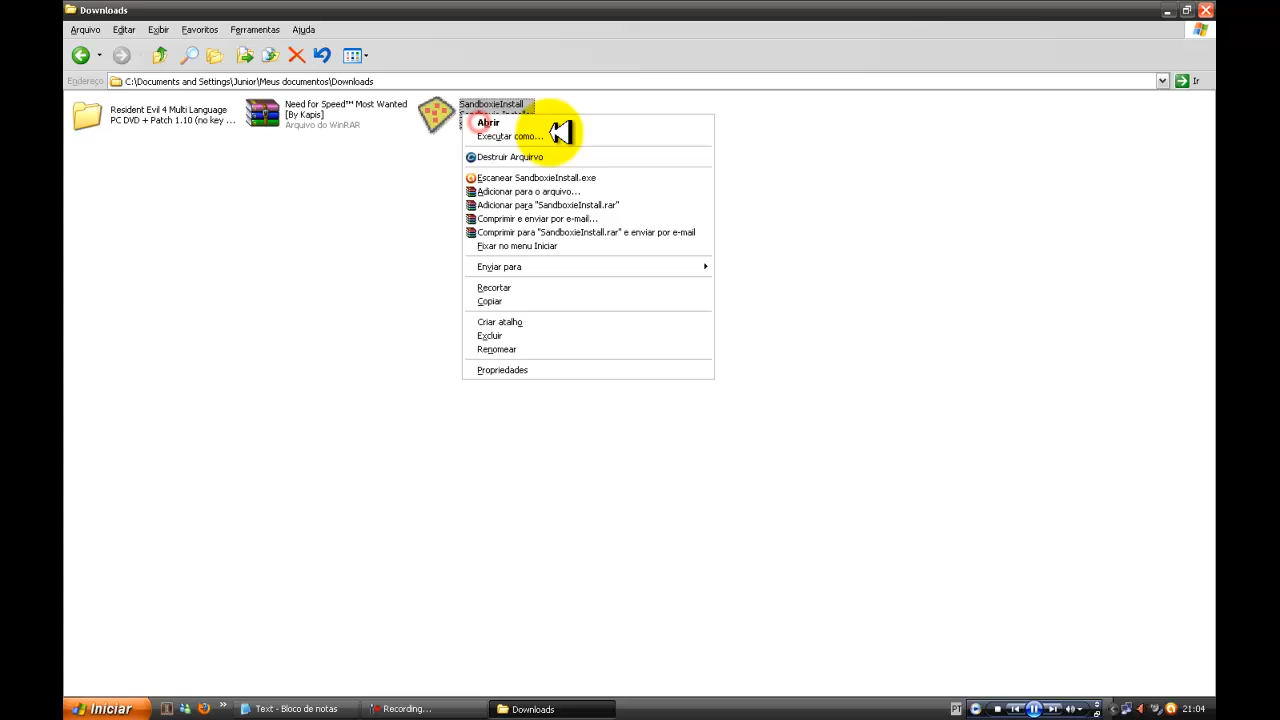 Downloads
Arquivo Editar Exibir Favoritos Ferramentas Ajuda
Endereço C:\Documents and Settings\Junior\Meus documentos\Downloads Ir
Resident Evil 4 Multi Language
PC DVD + Patch 1.10 (no key ...
Need for Speed™ Most Wanted
[By Kapis]
Arquivo do WinRAR
SandboxieInstall
Abrir
Executar como...
Destruir Arquivo
Escanear SandboxieInstall.exe
Adicionar para o arquivo...
Adicionar para "SandboxieInstall.rar"
Comprimir e enviar por e-mail...
Comprimir para "SandboxieInstall.rar" e enviar por e-mail
Fixar no menu Iniciar
Enviar para
Recortar
Copiar
Criar atalho
Excluir
Renomear
Propriedades
Iniciar Text - Bloco de notas Recording... Downloads PT 21:04